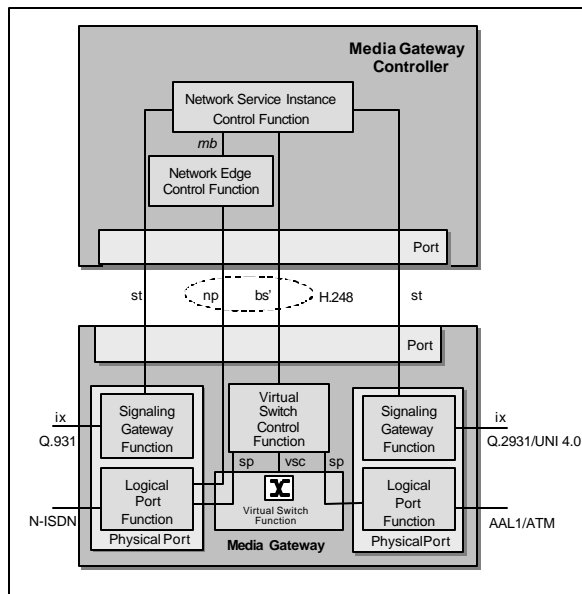 Media Gateway
Controller
Network Service Instance
Control Function
mb
Network Edge
Control Function
Port
st
np
bs'
H.248
st
Port
ix
Q.931
Signaling
Gateway
Function
Virtual
Switch
Control
Function
Signaling
Gateway
Function
ix
Q.2931/UNI 4.0
sp
vsc
sp
N-ISDN
Logical
Port
Function
Virtual Switch
Function
Logical
Port
Function
AAL1/ATM
Physical Port
Media Gateway
PhysicalPort